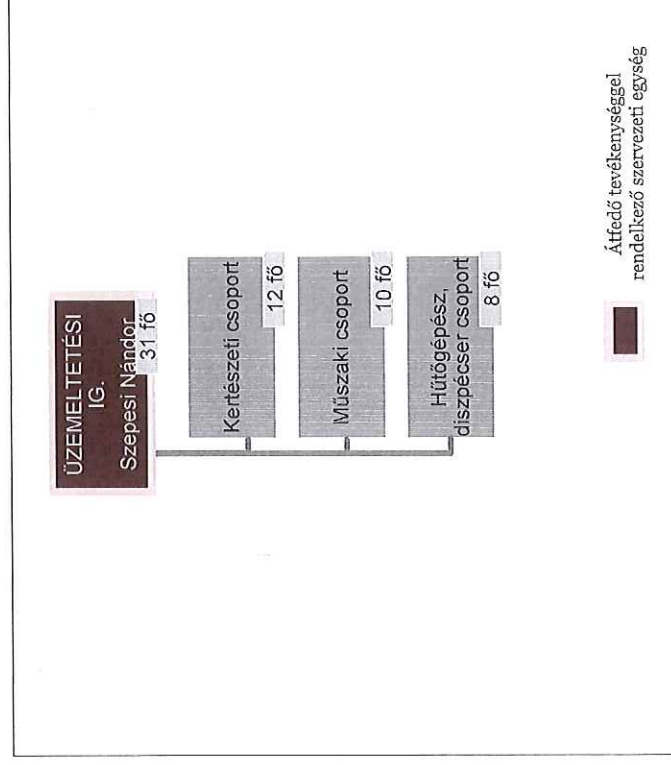 ÜZEMELTETÉSI
IG.
Szepesi Nándor
31 fő
Kertészeti csoport
12 fő
Műszaki csoport
10 fő
Hűtőgépész,
diszpécser csoport
8 fő
Átfedő tevékenységgel
rendelkező szervezeti egység